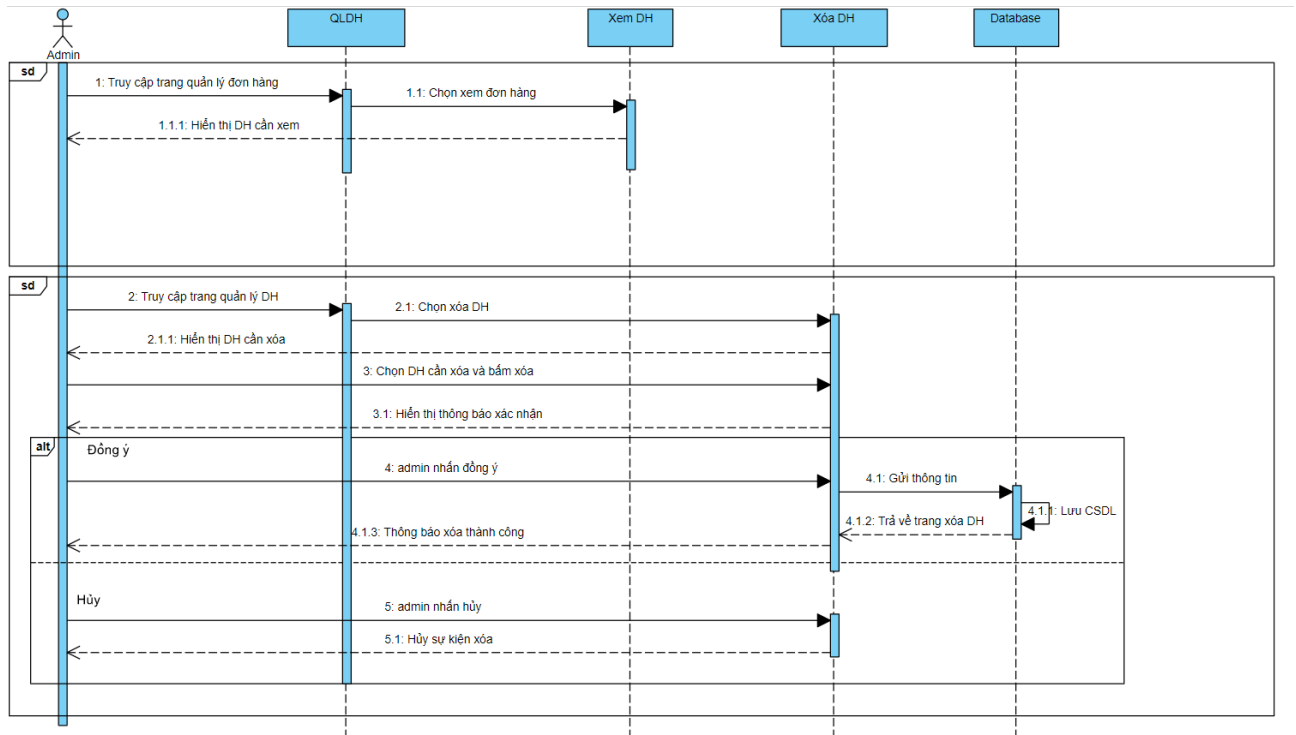 QLDH
Xem DH
Xóa DH
Database
Admin
sd
1: Truy cập trang quản lý đơn hàng
1.1: Chọn xem đơn hàng
1.1.1: Hiển thị DH cần xem
sd
2: Truy cập trang quản lý DH
2.1: Chọn xóa DH
2.1.1: Hiển thị DH cần xóa
3: Chọn DH cần xóa và bấm xóa
3.1: Hiển thị thông báo xác nhận
alt
Đồng ý
4: admin nhấn đồng ý
4.1: Gửi thông tin
4.1.1: Lưu CSDL
4.1.2: Trả về trang xóa DH
4.1.3: Thông báo xóa thành công
Hủy
5: admin nhấn hủy
5.1: Hủy sự kiện xóa